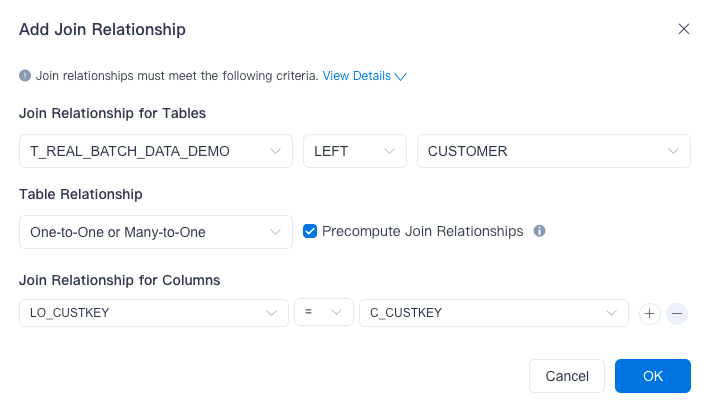 Add Join Relationship
Join relationships must meet the following criteria. View Details
Join Relationship for Tables
T_REAL_BATCH_DATA_DEMO LEFT CUSTOMER
Table Relationship
One-to-One or Many-to-One Precompute Join Relationships
Join Relationship for Columns
LO_CUSTKEY = C_CUSTKEY
Cancel OK